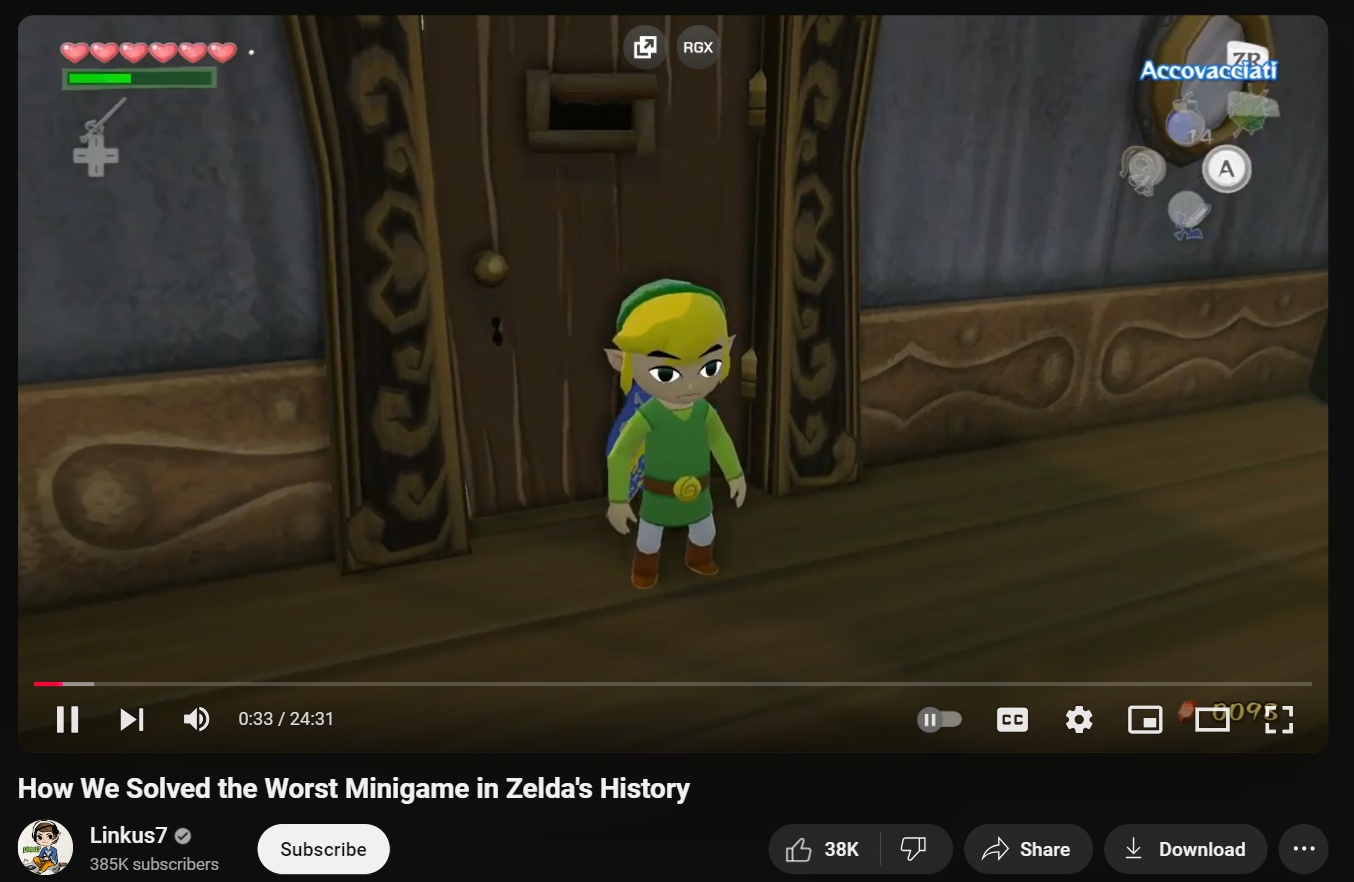 RGX
ZR
Accovacciati
14
A
0:33 / 24:31
CC
How We Solved the Worst Minigame in Zelda's History
Linkus7
385K subscribers
Subscribe
38K
Share
Download